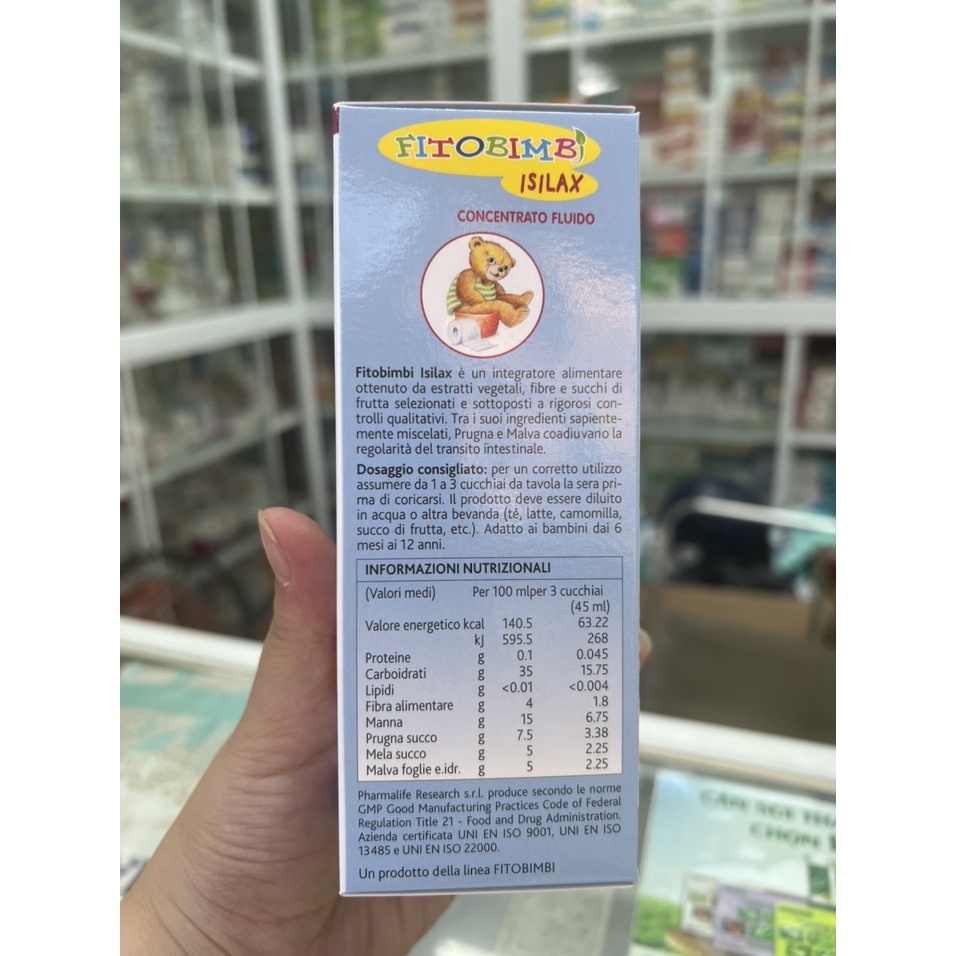 FITOBIMBI
ISILAX
CONCENTRATO FLUIDO
Fitobimbi Isilax è un integratore alimentare
ottenuto da estratti vegetali, fibre e succhi di
frutta selezionati e sottoposti a rigorosi con-
trolli qualitativi. Tra i suoi ingredienti sapiente-
mente miscelati, Prugna e Malva coadiuvano la
regolarità del transito intestinale.
Dosaggio consigliato: per un corretto utilizzo
assumere da 1 a 3 cucchiai da tavola la sera pri-
ma di coricarsi. Il prodotto deve essere diluito
in acqua o altra bevanda (té, latte, camomilla,
succo di frutta, etc.). Adatto ai bambini dai 6
mesi ai 12 anni.
INFORMAZIONI NUTRIZIONALI
(Valori medi) Per 100 mlper 3 cucchiai
(45 ml)
Valore energetico kcal 140.5 63.22
kJ 595.5 268
Proteine g 0.1 0.045
Carboidrati g 35 15.75
Lipidi g <0.01 <0.004
Fibra alimentare g 4 1.8
Manna g 15 6.75
Prugna succo g 7.5 3.38
Mela succo g 5 2.25
Malva foglie e.idr. g 5 2.25
Pharmalife Research s.r.l. produce secondo le norme
GMP Good Manufacturing Practices Code of Federal
Regulation Title 21 - Food and Drug Administration.
Azienda certificata UNI EN ISO 9001, UNI EN ISO
13485 e UNI EN ISO 22000.
Un prodotto della linea FITOBIMBI